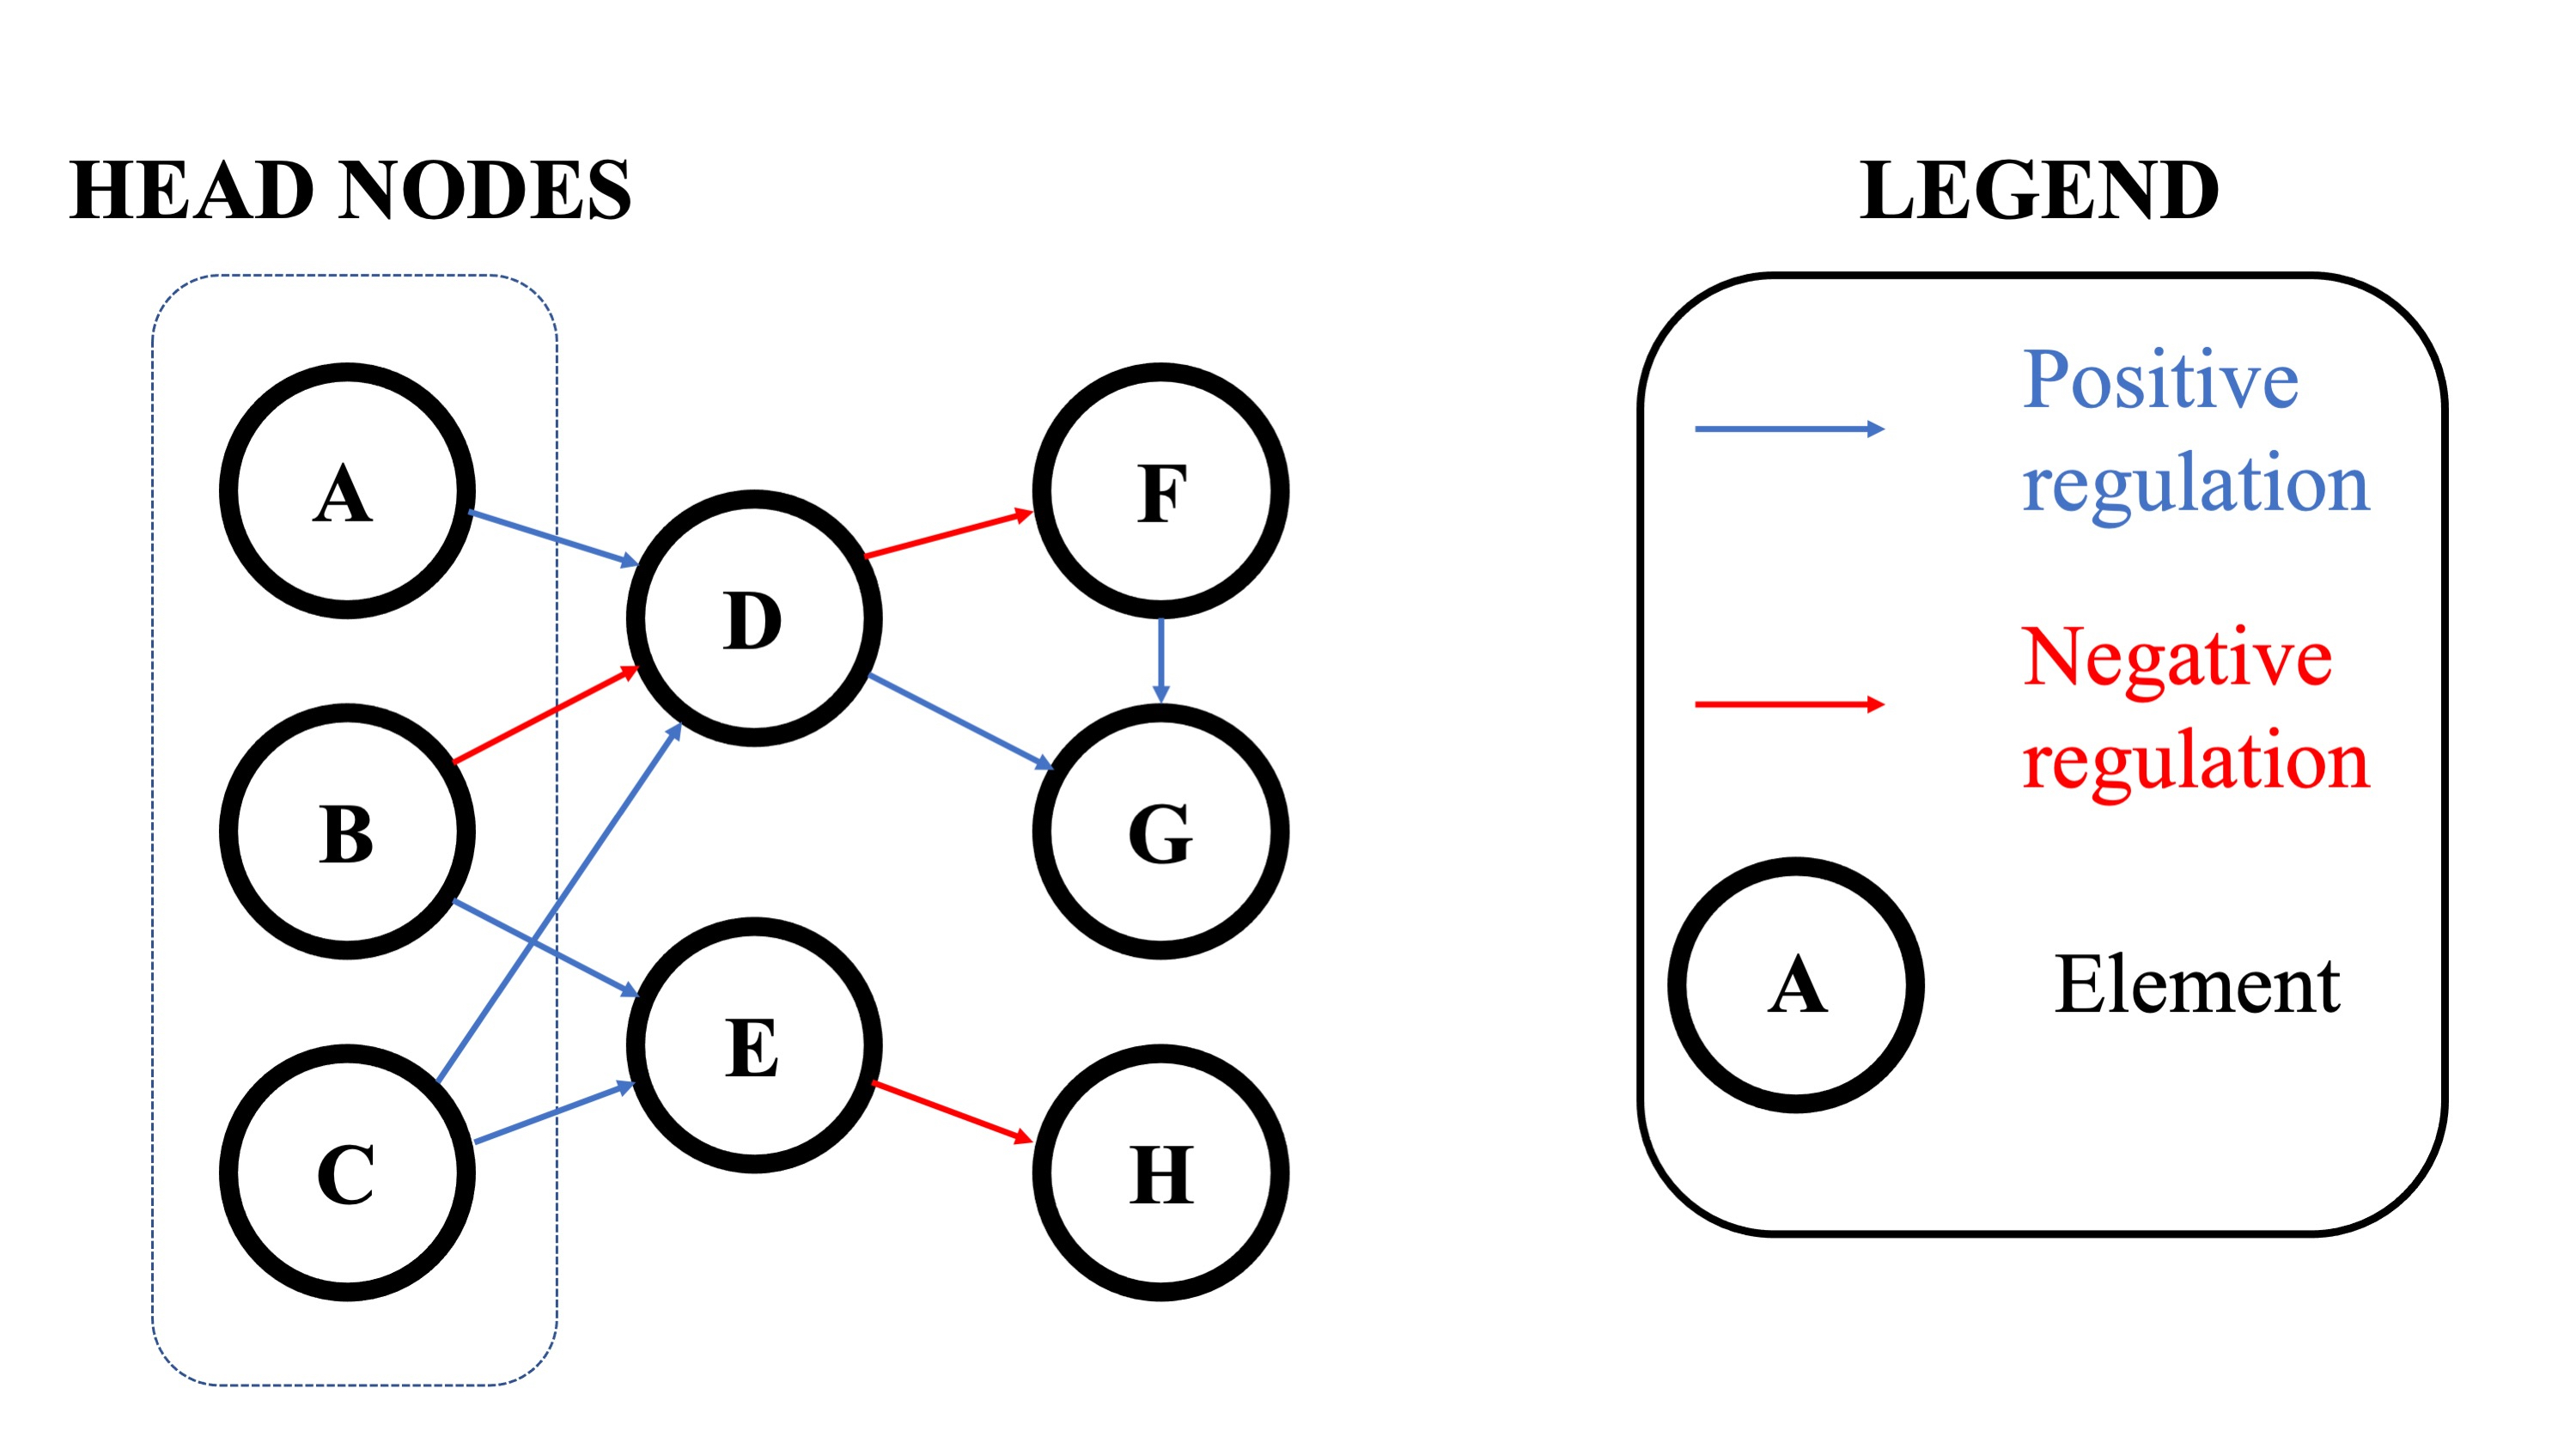 HEAD NODES
A
B
C
D
E
F
G
H
LEGEND
Positive
regulation
Negative
regulation
A
Element